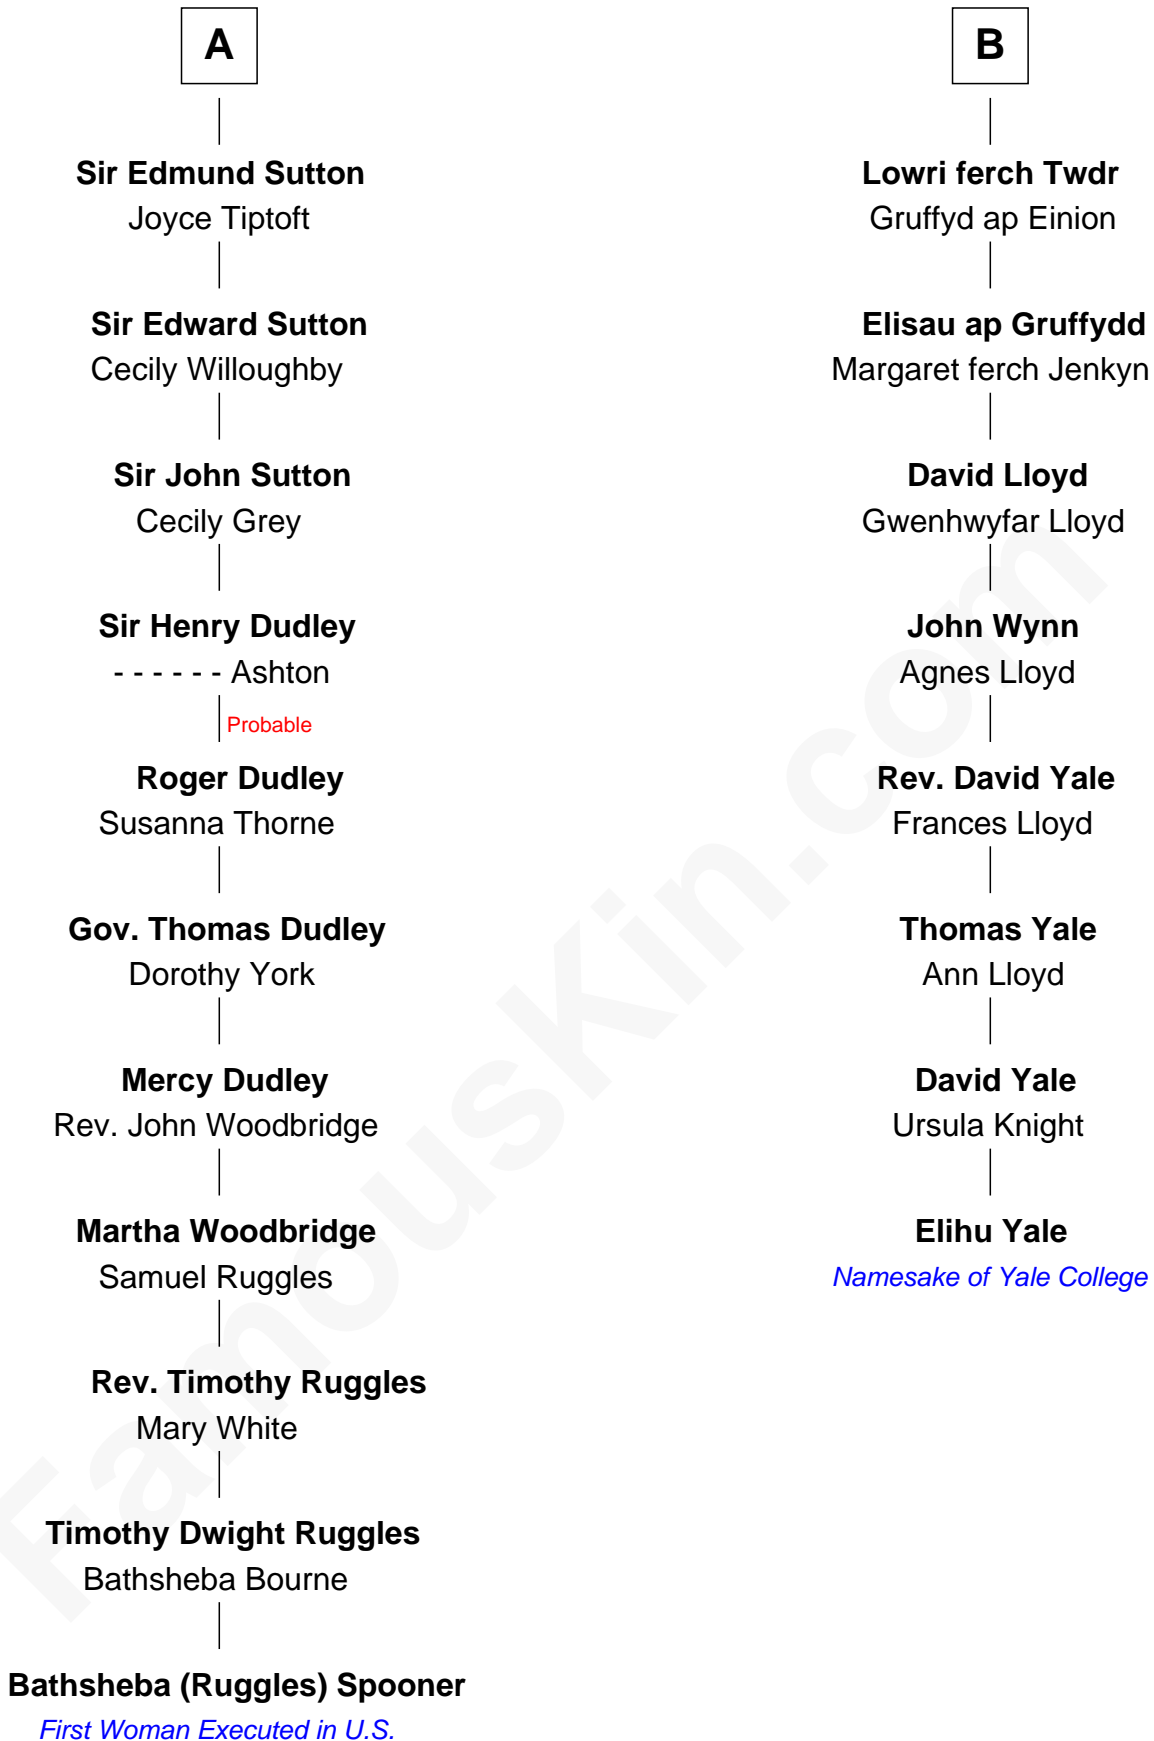 A
Sir Edmund Sutton
Joyce Tiptoft
Sir Edward Sutton
Cecily Willoughby
Sir John Sutton
Cecily Grey
Sir Henry Dudley
- - - - - - Ashton
Probable
Roger Dudley
Susanna Thorne
Gov. Thomas Dudley
Dorothy York
Mercy Dudley
Rev. John Woodbridge
Martha Woodbridge
Samuel Ruggles
Rev. Timothy Ruggles
Mary White
Timothy Dwight Ruggles
Bathsheba Bourne
Bathsheba (Ruggles) Spooner
First Woman Executed in U.S.
B
Lowri ferch Twdr
Gruffyd ap Einion
Elisau ap Gruffydd
Margaret ferch Jenkyn
David Lloyd
Gwenhwyfar Lloyd
John Wynn
Agnes Lloyd
Rev. David Yale
Frances Lloyd
Thomas Yale
Ann Lloyd
David Yale
Ursula Knight
Elihu Yale
Namesake of Yale College
FamousKin.com